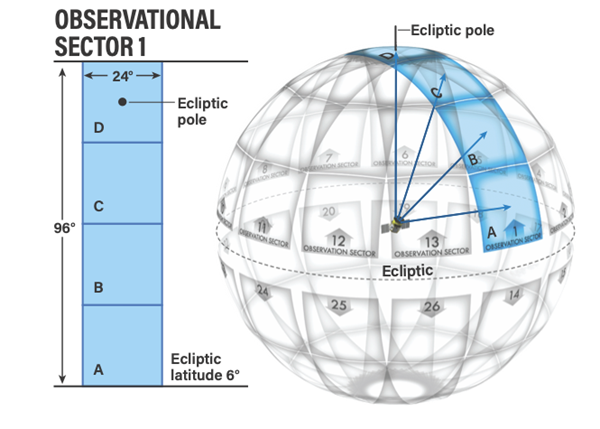 OBSERVATIONAL
SECTOR 1
24°
Ecliptic
pole
D
C
96°
B
A
Ecliptic
latitude 6°
Ecliptic pole
D
C
B
A
1
OBSERVATION SECTOR
7
OBSERVATION SECTOR
6
OBSERVATION SECTOR
8
20
11
OBSERVATION SECTOR
12
OBSERVATION SECTOR
13
OBSERVATION SECTOR
2
Ecliptic
24
25
26
14